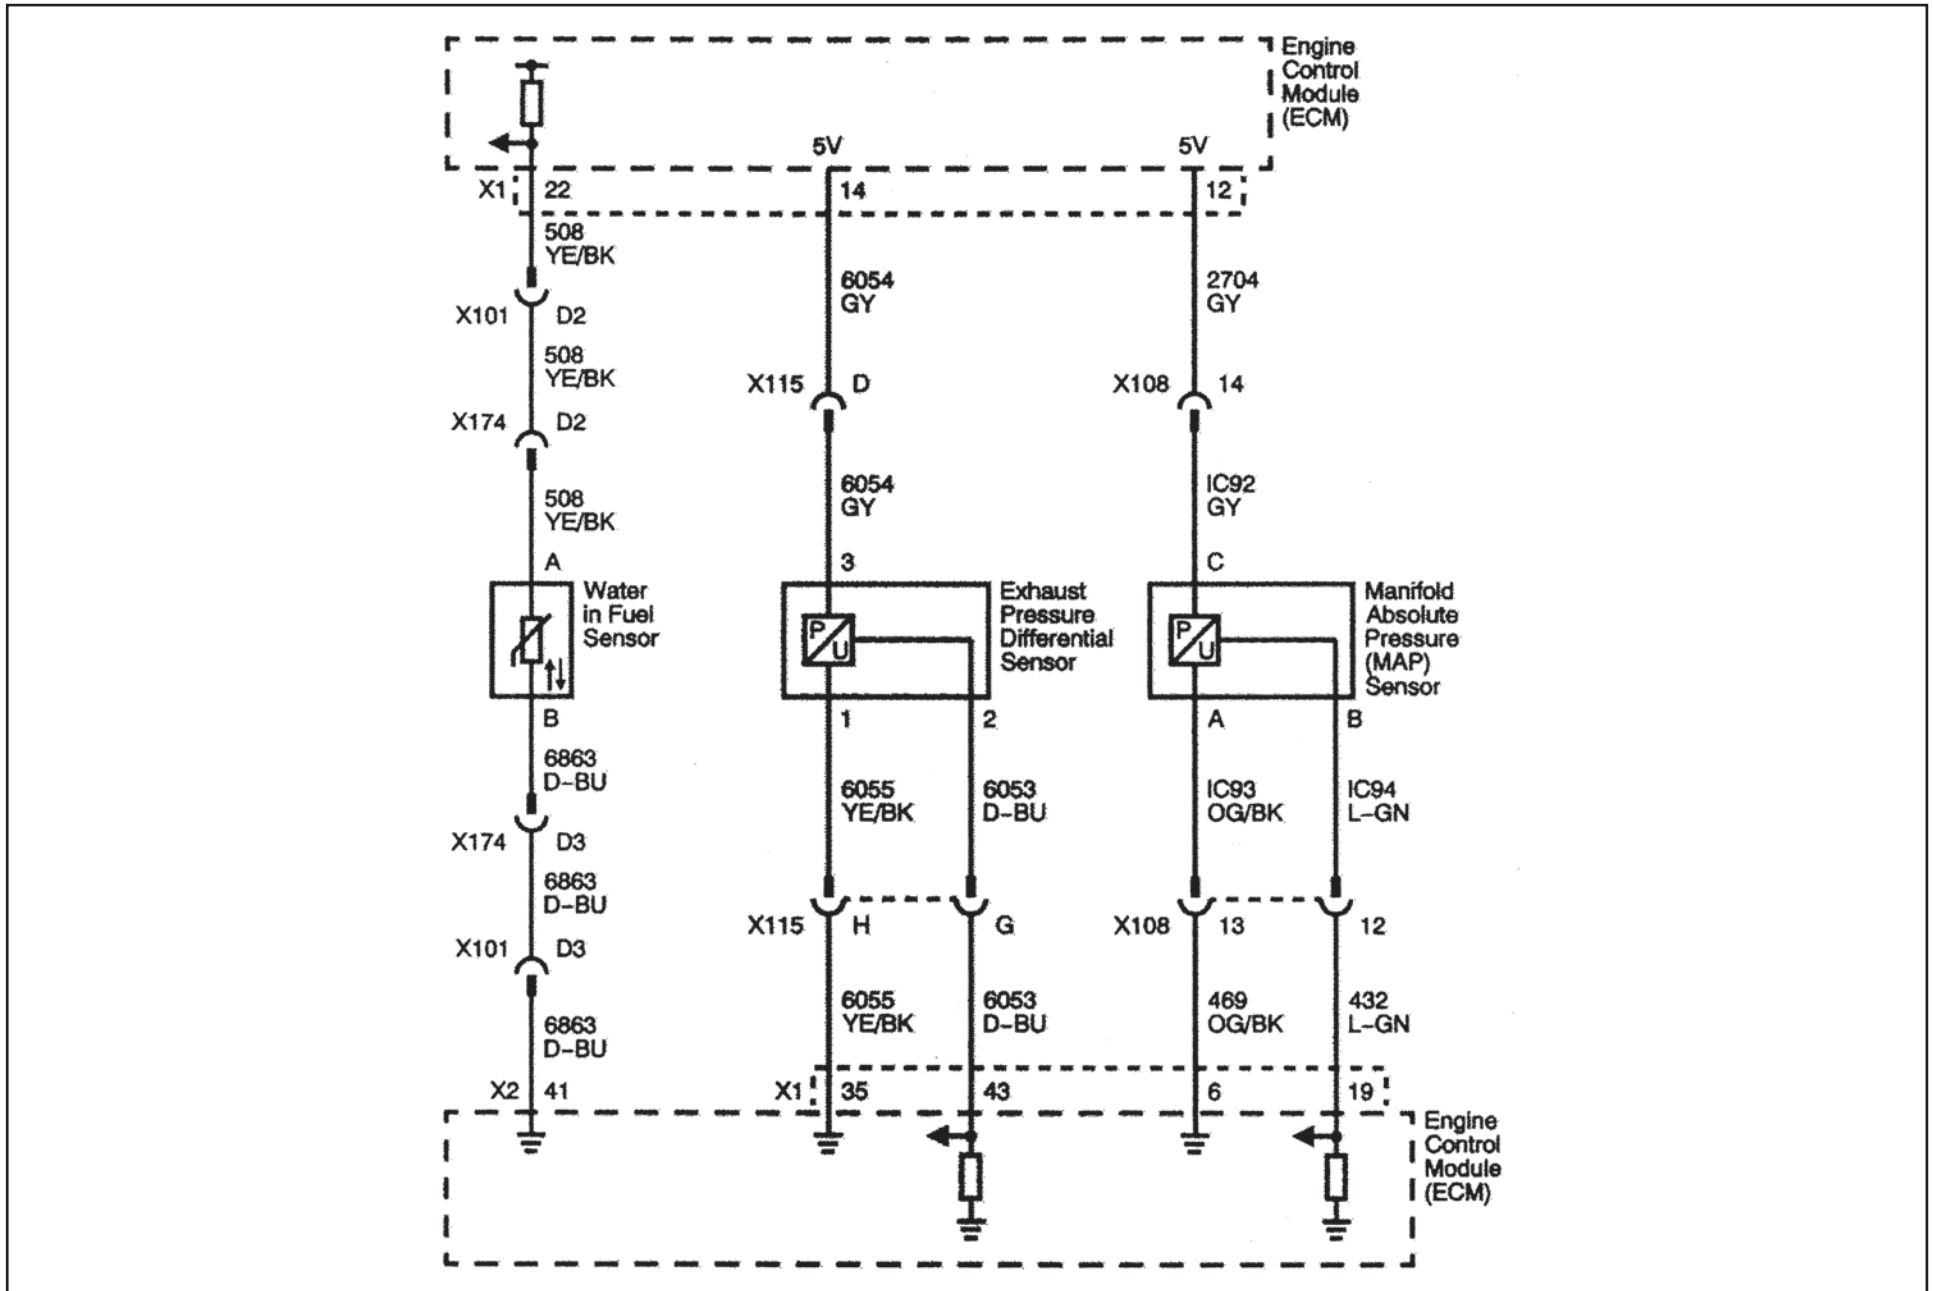 Engine
Control
Module
(ECM)
5V
5V
X1
22
14
12
508
YE/BK
6054
GY
2704
GY
X101
D2
508
YE/BK
X115
D
X108
14
X174
D2
6054
GY
IC92
GY
508
YE/BK
A
3
C
Water
in Fuel
Sensor
P
U
Exhaust
Pressure
Differential
Sensor
P
U
Manifold
Absolute
Pressure
(MAP)
Sensor
B
1
2
A
B
6863
D-BU
6055
YE/BK
6053
D-BU
IC93
OG/BK
IC94
L-GN
X174
D3
6863
D-BU
X115
H
G
X108
13
12
X101
D3
6863
D-BU
6055
YE/BK
6053
D-BU
469
OG/BK
432
L-GN
X2
41
X1
35
43
6
19
Engine
Control
Module
(ECM)